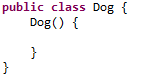 public class Dog {
    Dog() {

    }
}